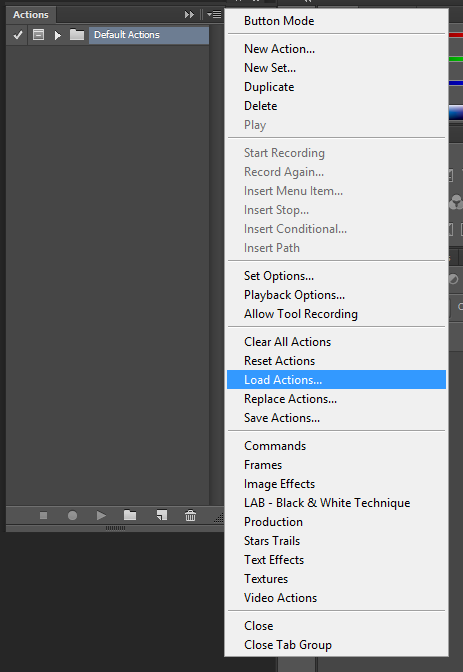 Actions
Default Actions
Button Mode
New Action...
New Set...
Duplicate
Delete
Play
Start Recording
Record Again...
Insert Menu Item...
Insert Stop...
Insert Conditional...
Insert Path
Set Options...
Playback Options...
Allow Tool Recording
Clear All Actions
Reset Actions
Load Actions...
Replace Actions...
Save Actions...
Commands
Frames
Image Effects
LAB - Black & White Technique
Production
Stars Trails
Text Effects
Textures
Video Actions
Close
Close Tab Group